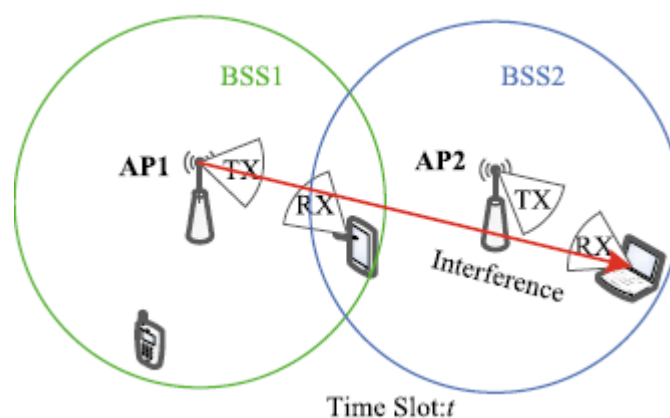 BSS1
BSS2
AP1
TX
AP2
RX
TX
RX
Interference
Time Slot:t